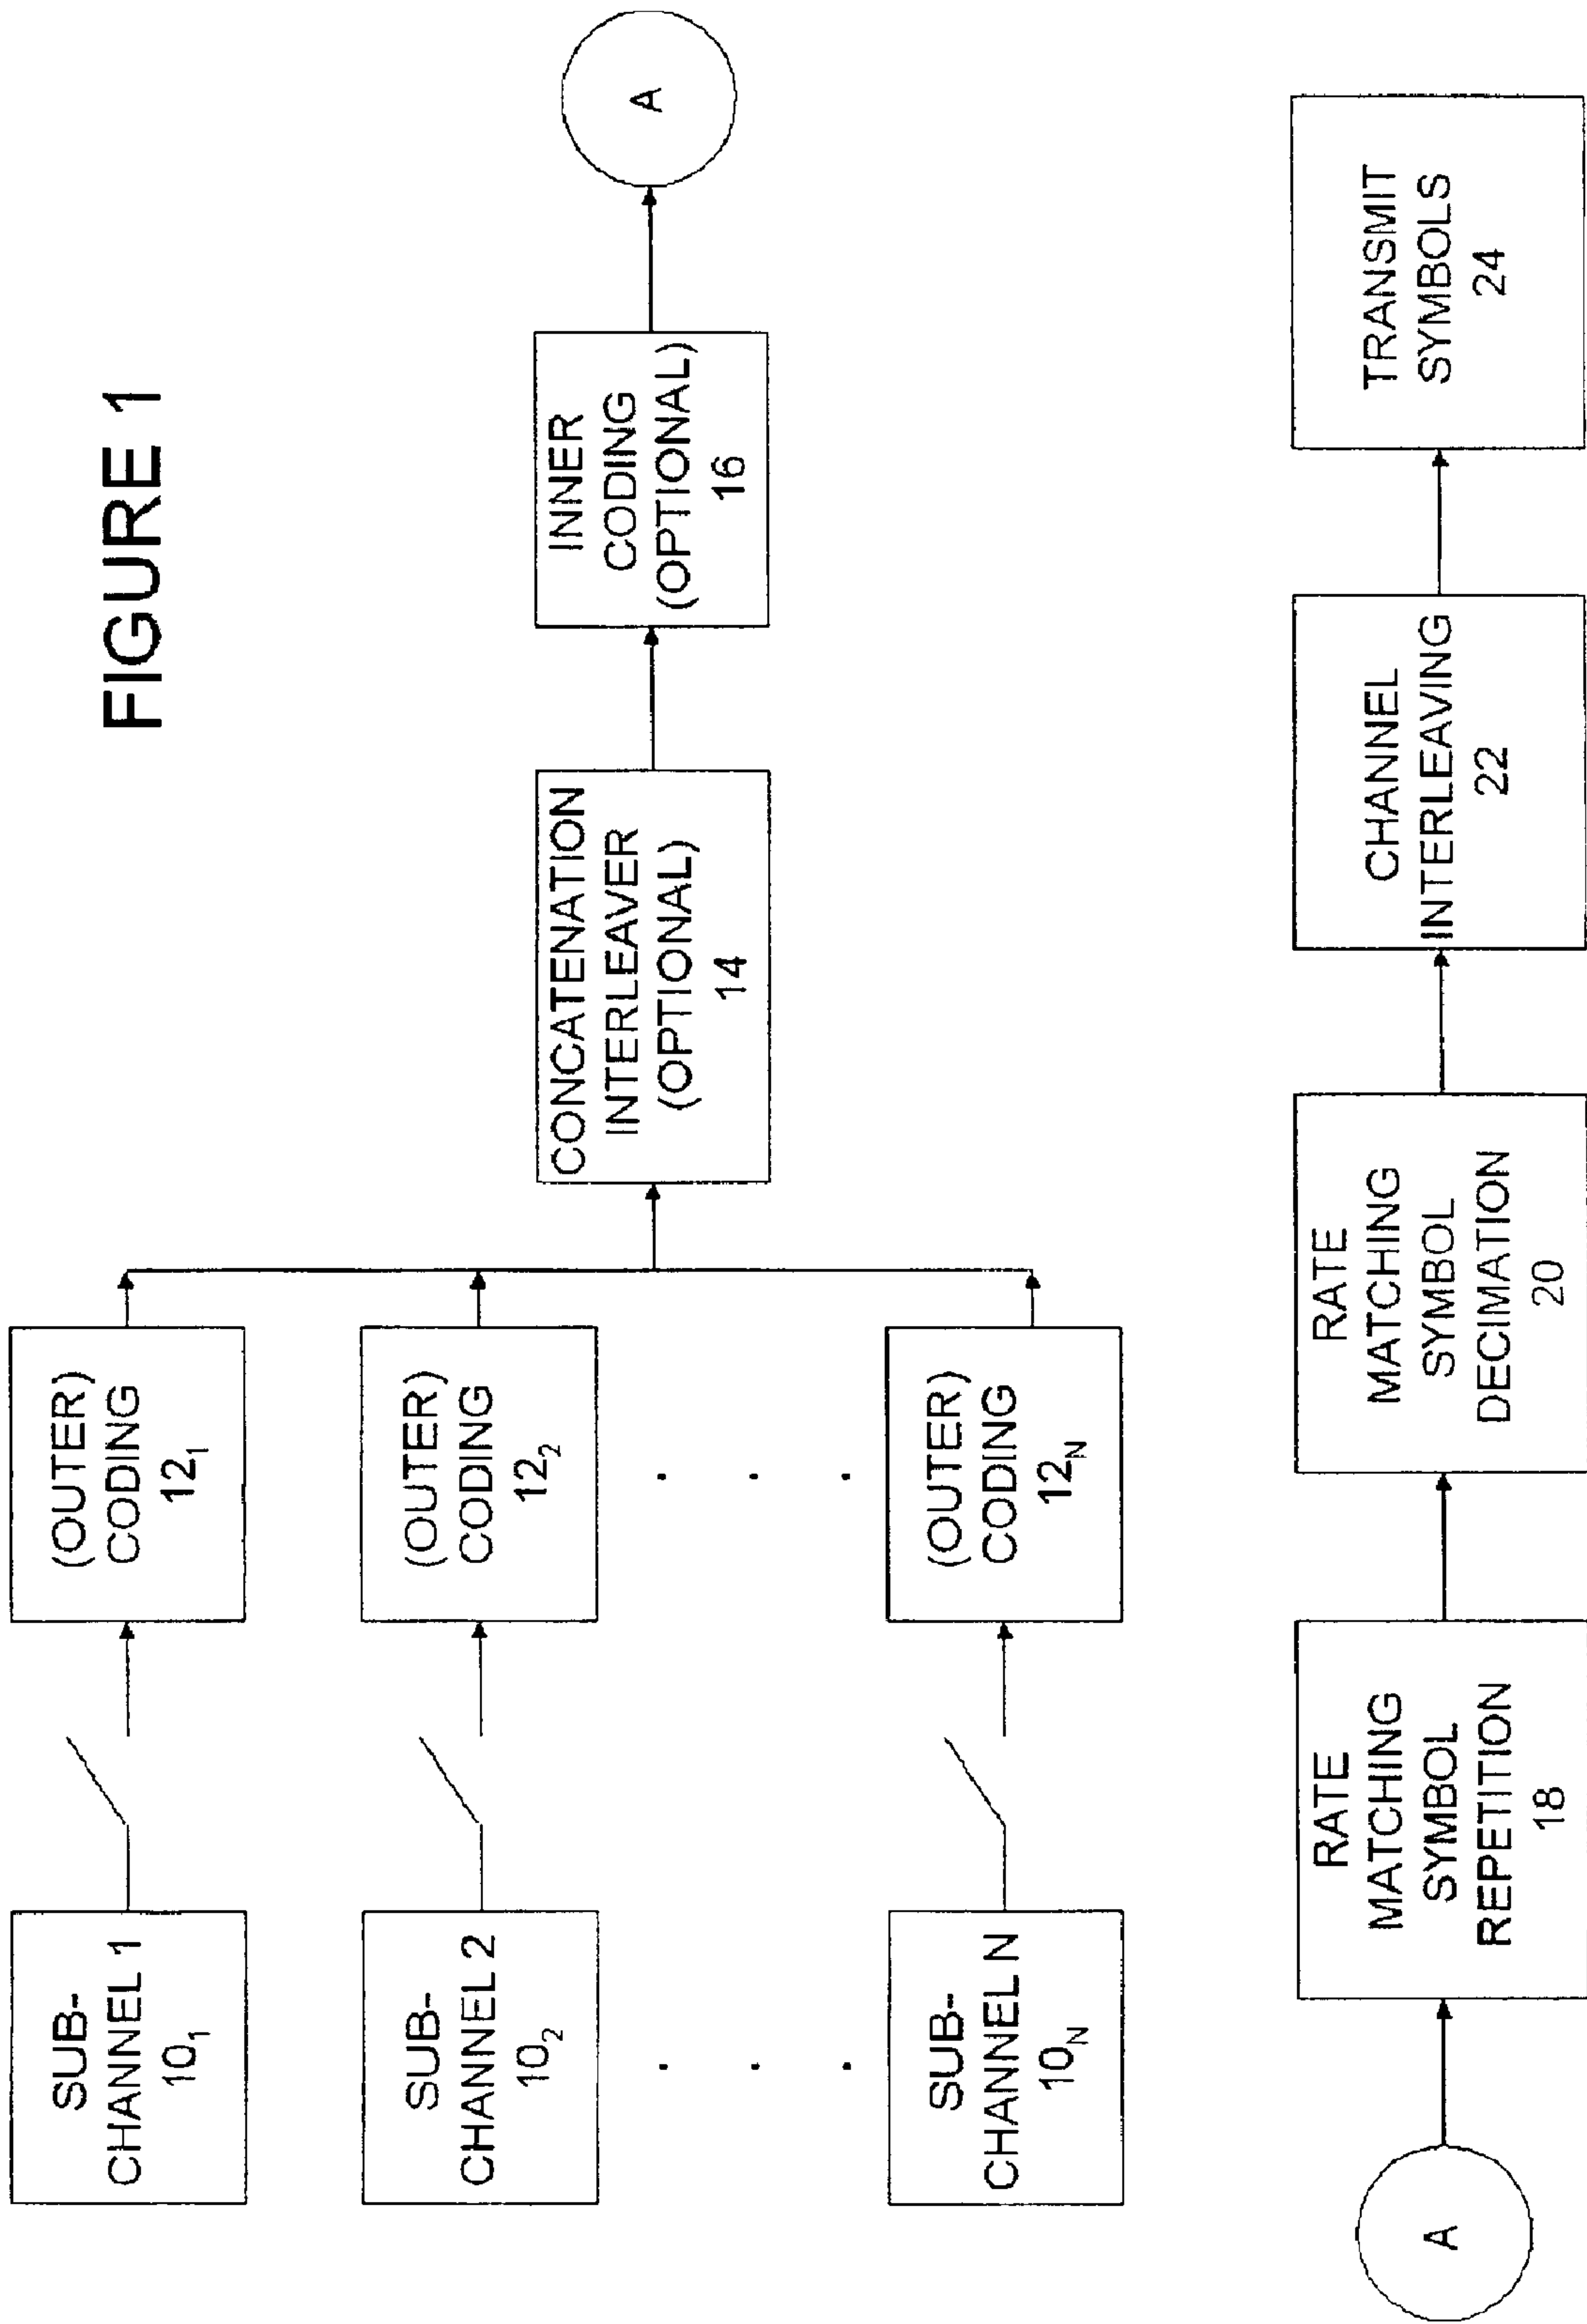 FIGURE 1
SUB-
CHANNEL 1
10₁
(OUTER)
CODING
12₁
SUB-
CHANNEL 2
10₂
(OUTER)
CODING
12₂
. . .
. . .
SUB-
CHANNEL N
10N
(OUTER)
CODING
12N
CONCATENATION
INTERLEAVER
(OPTIONAL)
14
INNER
CODING
(OPTIONAL)
16
A
A
RATE
MATCHING
SYMBOL
REPETITION
18
RATE
MATCHING
SYMBOL
DECIMATION
20
CHANNEL
INTERLEAVING
22
TRANSMIT
SYMBOLS
24